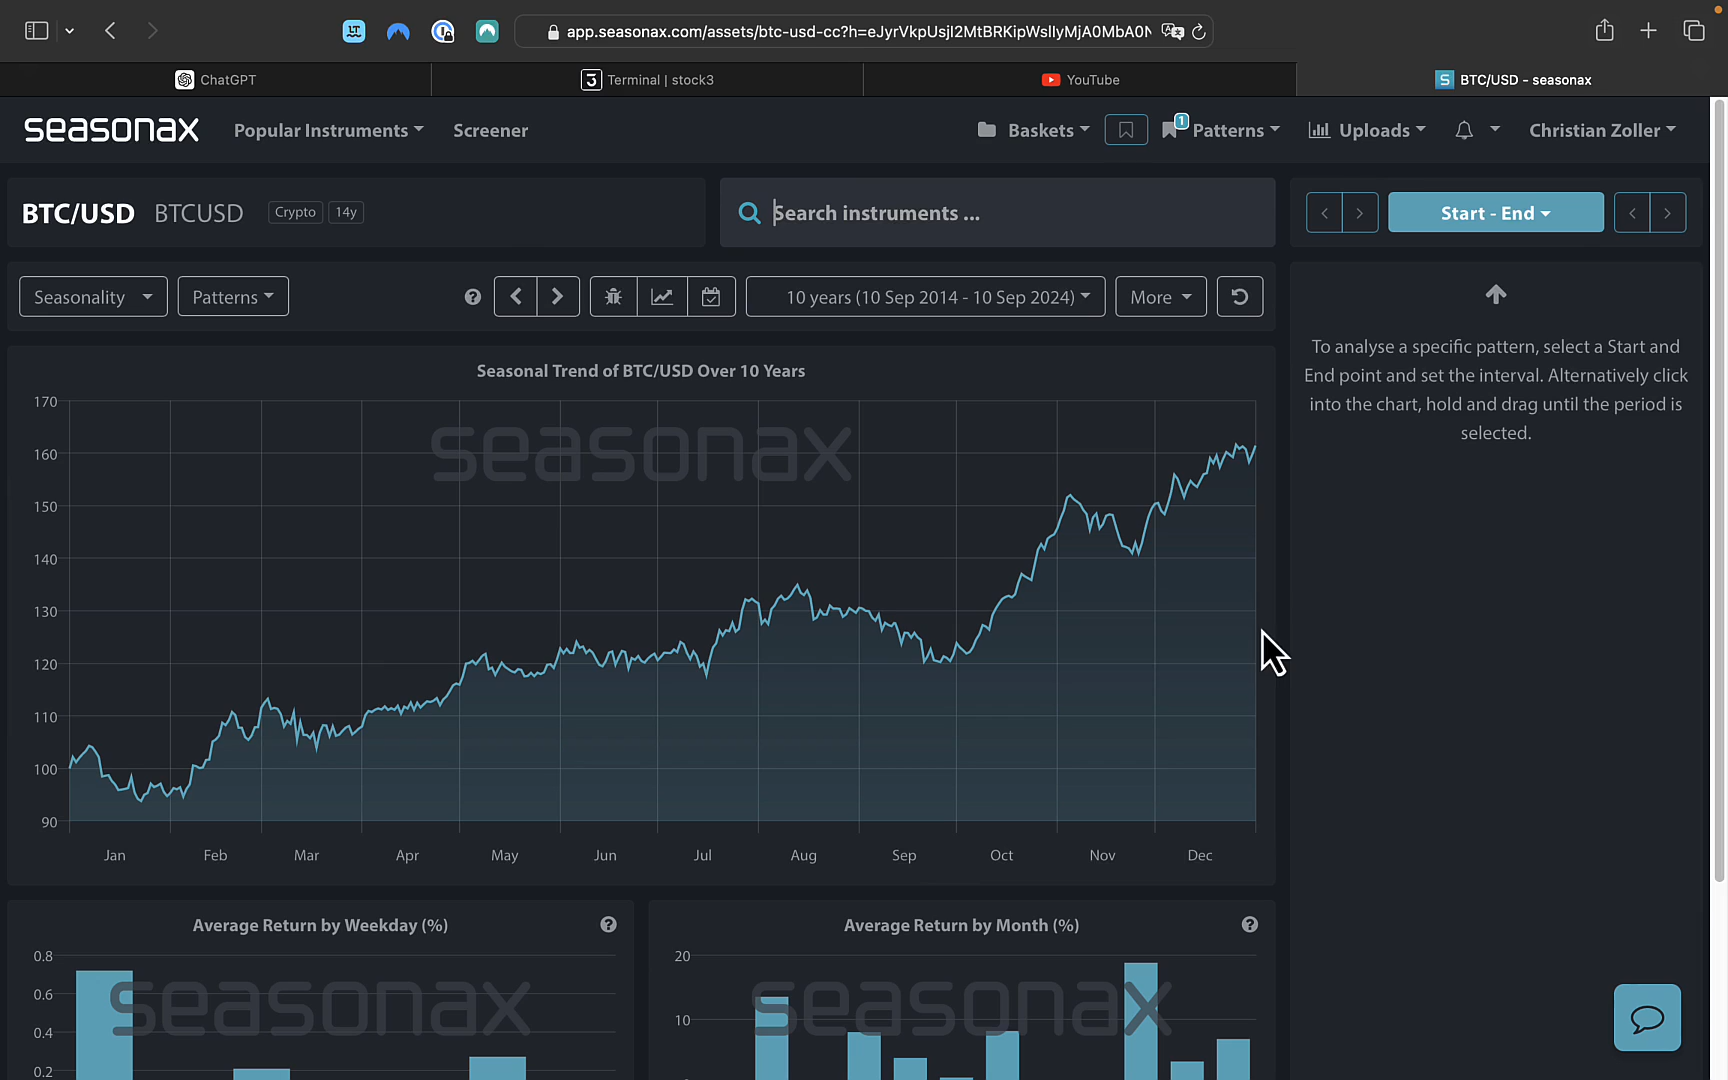 app.seasonax.com/assets/btc-usd-cc?h=
ChatGPT
Terminal | stock3
YouTube
BTC/USD – seasonax
seasonax
Popular Instruments
Screener
Baskets
1
Patterns
Uploads
Christian Zoller
BTC/USD
BTCUSD
Crypto
14y
Search instruments ...
Start - End
Seasonality
Patterns
10 years (10 Sep 2014 - 10 Sep 2024)
More
To analyse a specific pattern, select a Start and
End point and set the interval. Alternatively click
into the chart, hold and drag until the period is
selected.
Seasonal Trend of BTC/USD Over 10 Years
seasonax
170
160
150
140
130
120
110
100
90
Jan
Feb
Mar
Apr
May
Jun
Jul
Aug
Sep
Oct
Nov
Dec
Average Return by Weekday (%)
seasonax
0.8
0.6
0.4
0.2
Average Return by Month (%)
seasonax
20
10